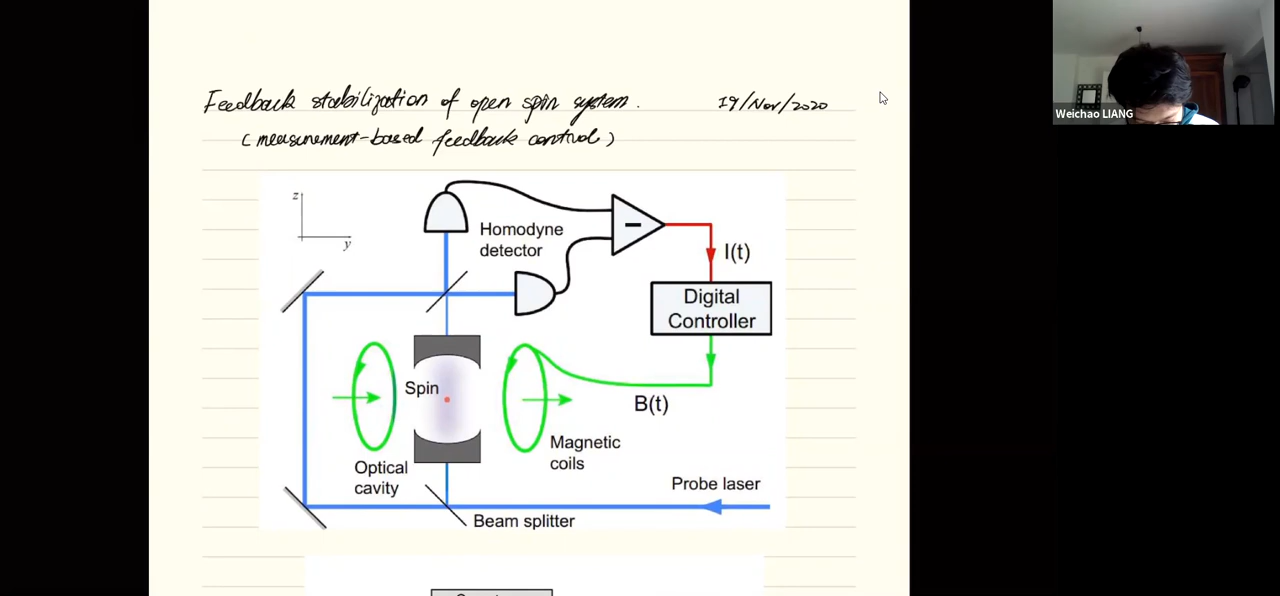 Feedback stabilization of open spin system. 19/Nov/2020
(measurement-based feedback control)
z
y
Homodyne
detector
−
I(t)
Digital
Controller
Spin
B(t)
Magnetic
coils
Optical
cavity
Probe laser
Beam splitter
Weichao LIANG